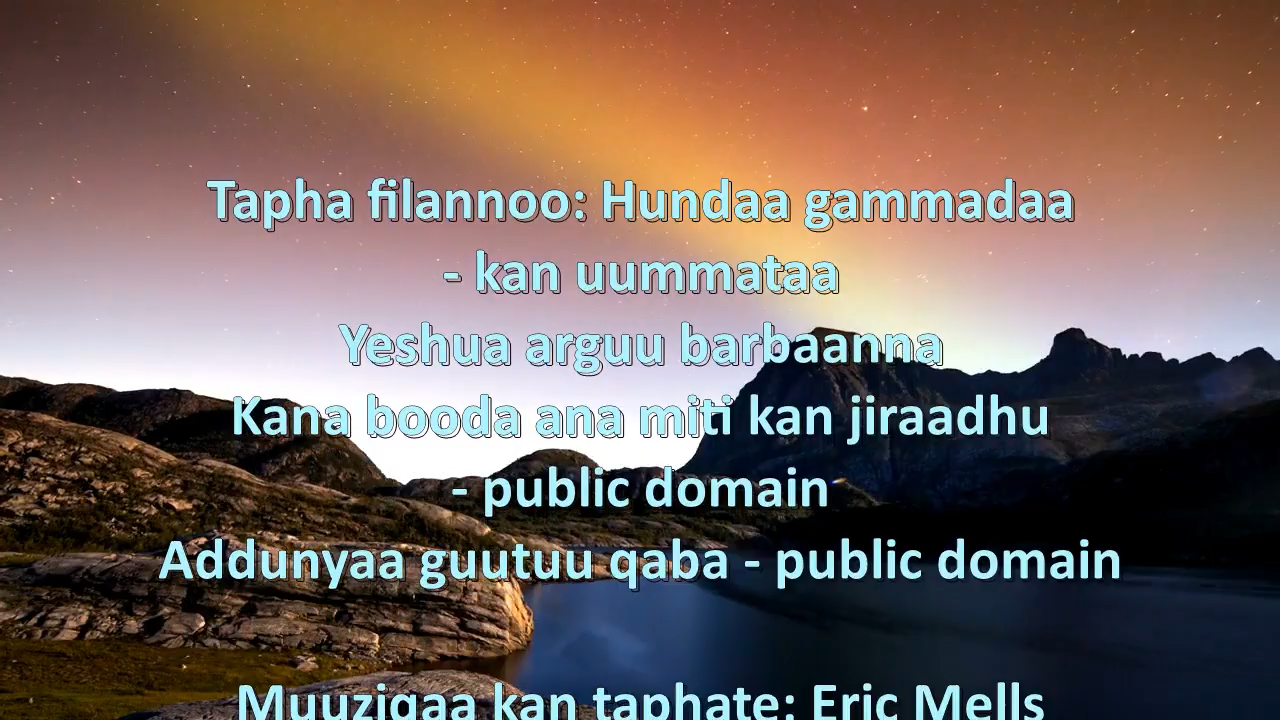 Tapha filannoo: Hundaa gammadaa
- kan uummataa
Yeshua arguu barbaanna
Kana booda ana miti kan jiraadhu
- public domain
Addunyaa guutuu qaba - public domain
Muuziqaa kan taphate: Eric Mells